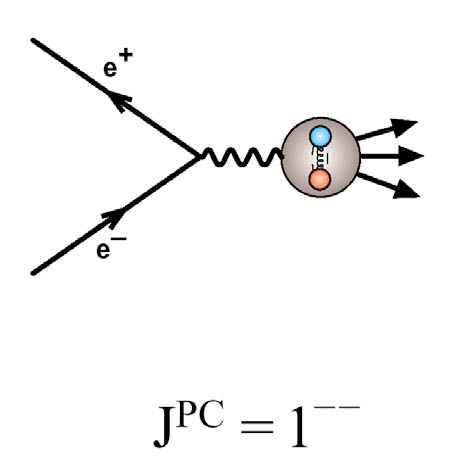 e⁺
e⁻
Jᴾᶜ = 1⁻⁻